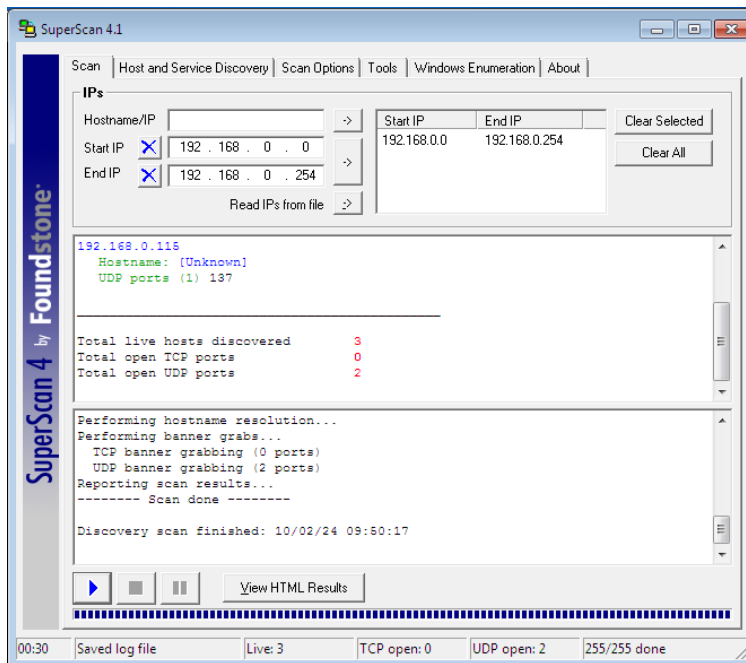 SuperScan 4.1
Scan Host and Service Discovery Scan Options Tools Windows Enumeration About
IPs
Hostname/IP ->
Start IP 192 . 168 . 0 . 0
End IP 192 . 168 . 0 . 254
->
Read IPs from file ->
Start IP End IP
192.168.0.0 192.168.0.254
Clear Selected
Clear All
SuperScan 4 by Foundstone
192.168.0.115
Hostname: [Unknown]
UDP ports (1) 137
Total live hosts discovered 3
Total open TCP ports 0
Total open UDP ports 2
Performing hostname resolution...
Performing banner grabs...
TCP banner grabbing (0 ports)
UDP banner grabbing (2 ports)
Reporting scan results...
-------- Scan done --------
Discovery scan finished: 10/02/24 09:50:17
View HTML Results
00:30 Saved log file Live: 3 TCP open: 0 UDP open: 2 255/255 done